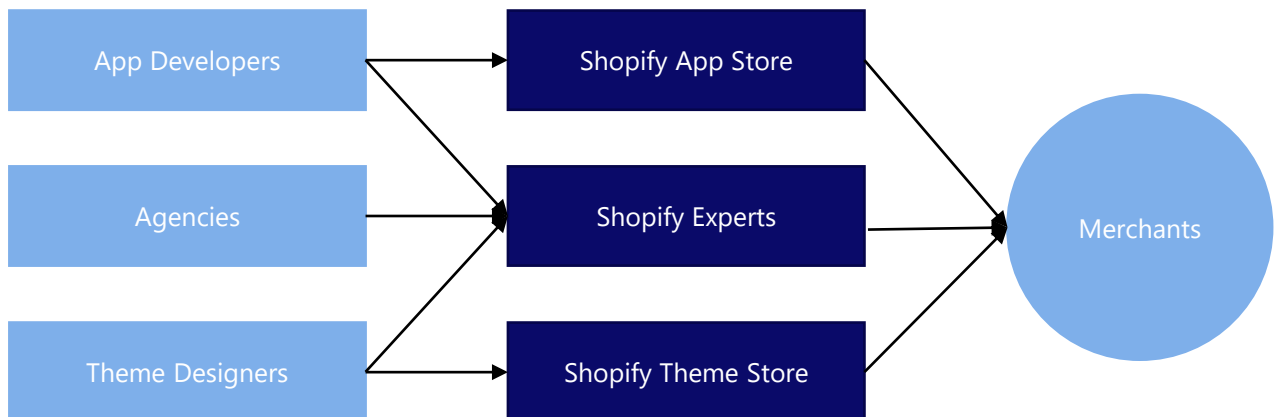 App Developers
Shopify App Store
Agencies
Shopify Experts
Merchants
Theme Designers
Shopify Theme Store